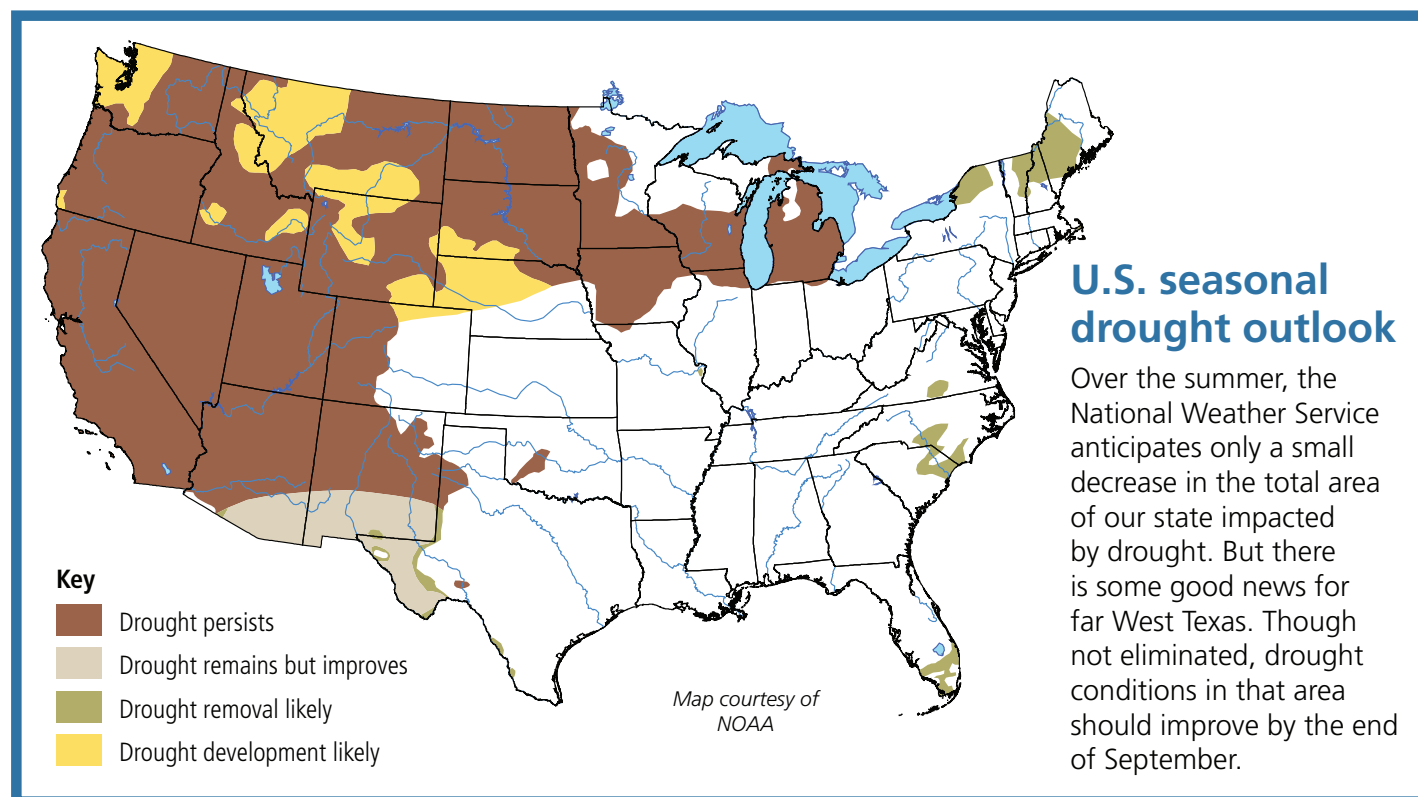 U.S. seasonal
drought outlook
Over the summer, the
National Weather Service
anticipates only a small
decrease in the total area
of our state impacted
by drought. But there
is some good news for
far West Texas. Though
not eliminated, drought
conditions in that area
should improve by the end
of September.
Key
Drought persists
Drought remains but improves
Drought removal likely
Drought development likely
Map courtesy of
NOAA